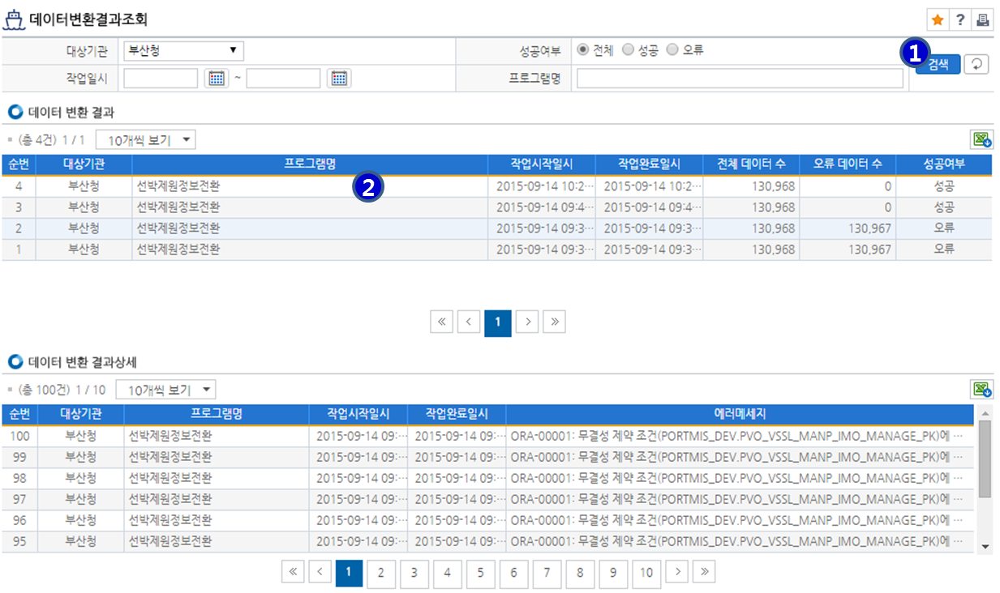 데이터변환결과조회
?
대상기관 부산청 ▼ 성공여부 전체 성공 오류
1 검색
작업일시 ~ 프로그램명
데이터 변환 결과
(총 4건) 1 / 1 10개씩 보기
순번 대상기관 프로그램명 작업시작일시 작업완료일시 전체 데이터 수 오류 데이터 수 성공여부
4 부산청 선박제원정보전환 2 2015-09-14 10:2··· 2015-09-14 10:2··· 130,968 0 성공
3 부산청 선박제원정보전환 2015-09-14 09:4··· 2015-09-14 09:4··· 130,968 0 성공
2 부산청 선박제원정보전환 2015-09-14 09:3··· 2015-09-14 09:3··· 130,968 130,967 오류
1 부산청 선박제원정보전환 2015-09-14 09:3··· 2015-09-14 09:3··· 130,968 130,967 오류
« < 1 > »
데이터 변환 결과상세
(총 100건) 1 / 10 10개씩 보기
순번 대상기관 프로그램명 작업시작일시 작업완료일시 에러메세지
100 부산청 선박제원정보전환 2015-09-14 09:··· 2015-09-14 09:··· ORA-00001: 무결성 제약 조건(PORTMIS_DEV.PVO_VSSL_MANP_IMO_MANAGE_PK)에 ···
99 부산청 선박제원정보전환 2015-09-14 09:··· 2015-09-14 09:··· ORA-00001: 무결성 제약 조건(PORTMIS_DEV.PVO_VSSL_MANP_IMO_MANAGE_PK)에 ···
98 부산청 선박제원정보전환 2015-09-14 09:··· 2015-09-14 09:··· ORA-00001: 무결성 제약 조건(PORTMIS_DEV.PVO_VSSL_MANP_IMO_MANAGE_PK)에 ···
97 부산청 선박제원정보전환 2015-09-14 09:··· 2015-09-14 09:··· ORA-00001: 무결성 제약 조건(PORTMIS_DEV.PVO_VSSL_MANP_IMO_MANAGE_PK)에 ···
96 부산청 선박제원정보전환 2015-09-14 09:··· 2015-09-14 09:··· ORA-00001: 무결성 제약 조건(PORTMIS_DEV.PVO_VSSL_MANP_IMO_MANAGE_PK)에 ···
95 부산청 선박제원정보전환 2015-09-14 09:··· 2015-09-14 09:··· ORA-00001: 무결성 제약 조건(PORTMIS_DEV.PVO_VSSL_MANP_IMO_MANAGE_PK)에 ···
« < 1 2 3 4 5 6 7 8 9 10 > »